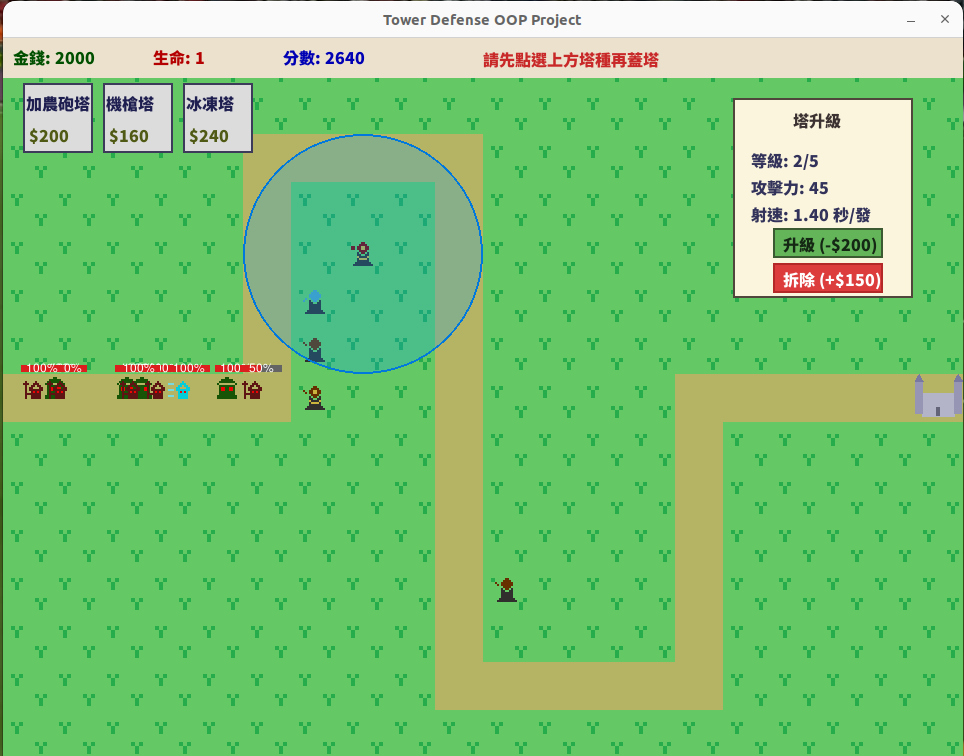 Tower Defense OOP Project
金錢: 2000 生命: 1 分數: 2640 請先點選上方塔種再蓋塔
加農砲塔 機槍塔 冰凍塔
$200 $160 $240
塔升級
等級: 2/5
攻擊力: 45
射速: 1.40 秒/發
升級 (-$200)
拆除 (+$150)
100% 0% 100% 100% 100% 50%